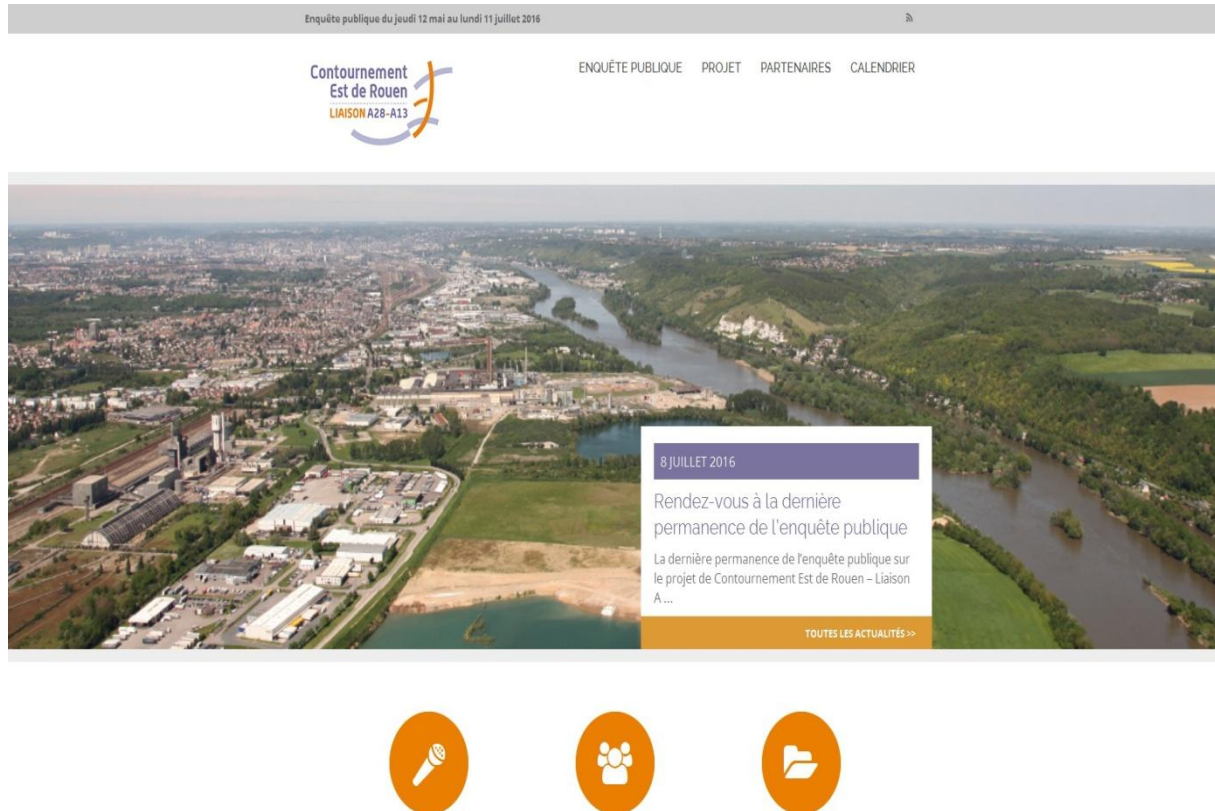 Enquête publique du jeudi 12 mai au lundi 11 juillet 2016
Contournement
Est de Rouen
LIAISON A28-A13
ENQUÊTE PUBLIQUE PROJET PARTENAIRES CALENDRIER
8 JUILLET 2016
Rendez-vous à la dernière
permanence de l'enquête publique
La dernière permanence de l'enquête publique sur
le projet de Contournement Est de Rouen – Liaison
A ...
TOUTES LES ACTUALITÉS >>